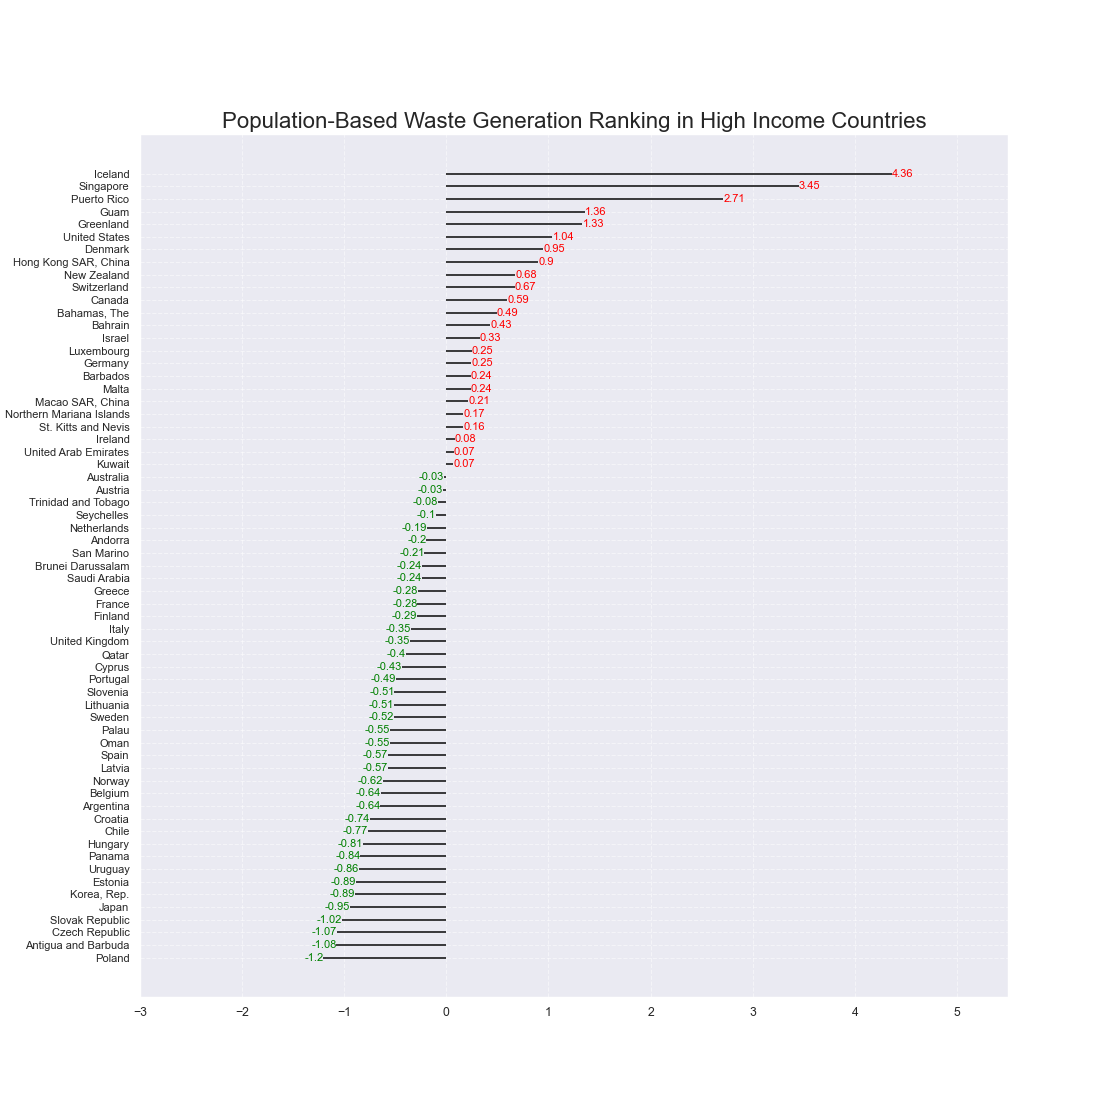 Population-Based Waste Generation Ranking in High Income Countries
Iceland 4.36
Singapore 3.45
Puerto Rico 2.71
Guam 1.36
Greenland 1.33
United States 1.04
Denmark 0.95
Hong Kong SAR, China 0.9
New Zealand 0.68
Switzerland 0.67
Canada 0.59
Bahamas, The 0.49
Bahrain 0.43
Israel 0.33
Luxembourg 0.25
Germany 0.25
Barbados 0.24
Malta 0.24
Macao SAR, China 0.21
Northern Mariana Islands 0.17
St. Kitts and Nevis 0.16
Ireland 0.08
United Arab Emirates 0.07
Kuwait 0.07
Australia -0.03
Austria -0.03
Trinidad and Tobago -0.08
Seychelles -0.1
Netherlands -0.19
Andorra -0.2
San Marino -0.21
Brunei Darussalam -0.24
Saudi Arabia -0.24
Greece -0.28
France -0.28
Finland -0.29
Italy -0.35
United Kingdom -0.35
Qatar -0.4
Cyprus -0.43
Portugal -0.49
Slovenia -0.51
Lithuania -0.51
Sweden -0.52
Palau -0.55
Oman -0.55
Spain -0.57
Latvia -0.57
Norway -0.62
Belgium -0.64
Argentina -0.64
Croatia -0.74
Chile -0.77
Hungary -0.81
Panama -0.84
Uruguay -0.86
Estonia -0.89
Korea, Rep. -0.89
Japan -0.95
Slovak Republic -1.02
Czech Republic -1.07
Antigua and Barbuda -1.08
Poland -1.2
−3 −2 −1 0 1 2 3 4 5